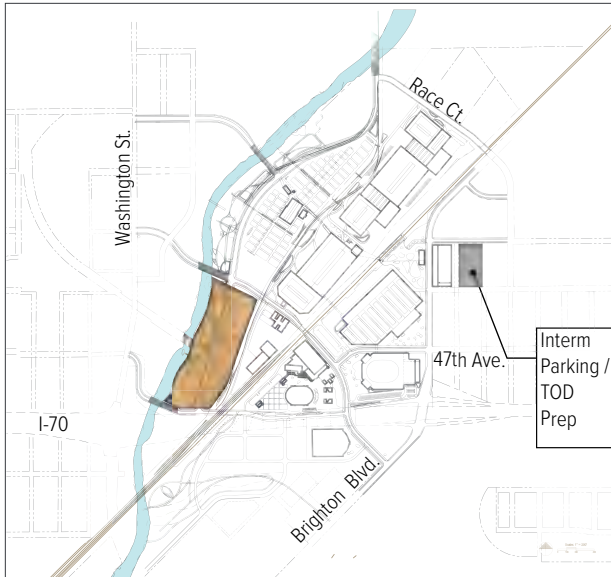 Race Ct.
Washington St.
47th Ave.
Interm
Parking /
TOD
Prep
I-70
Brighton Blvd.